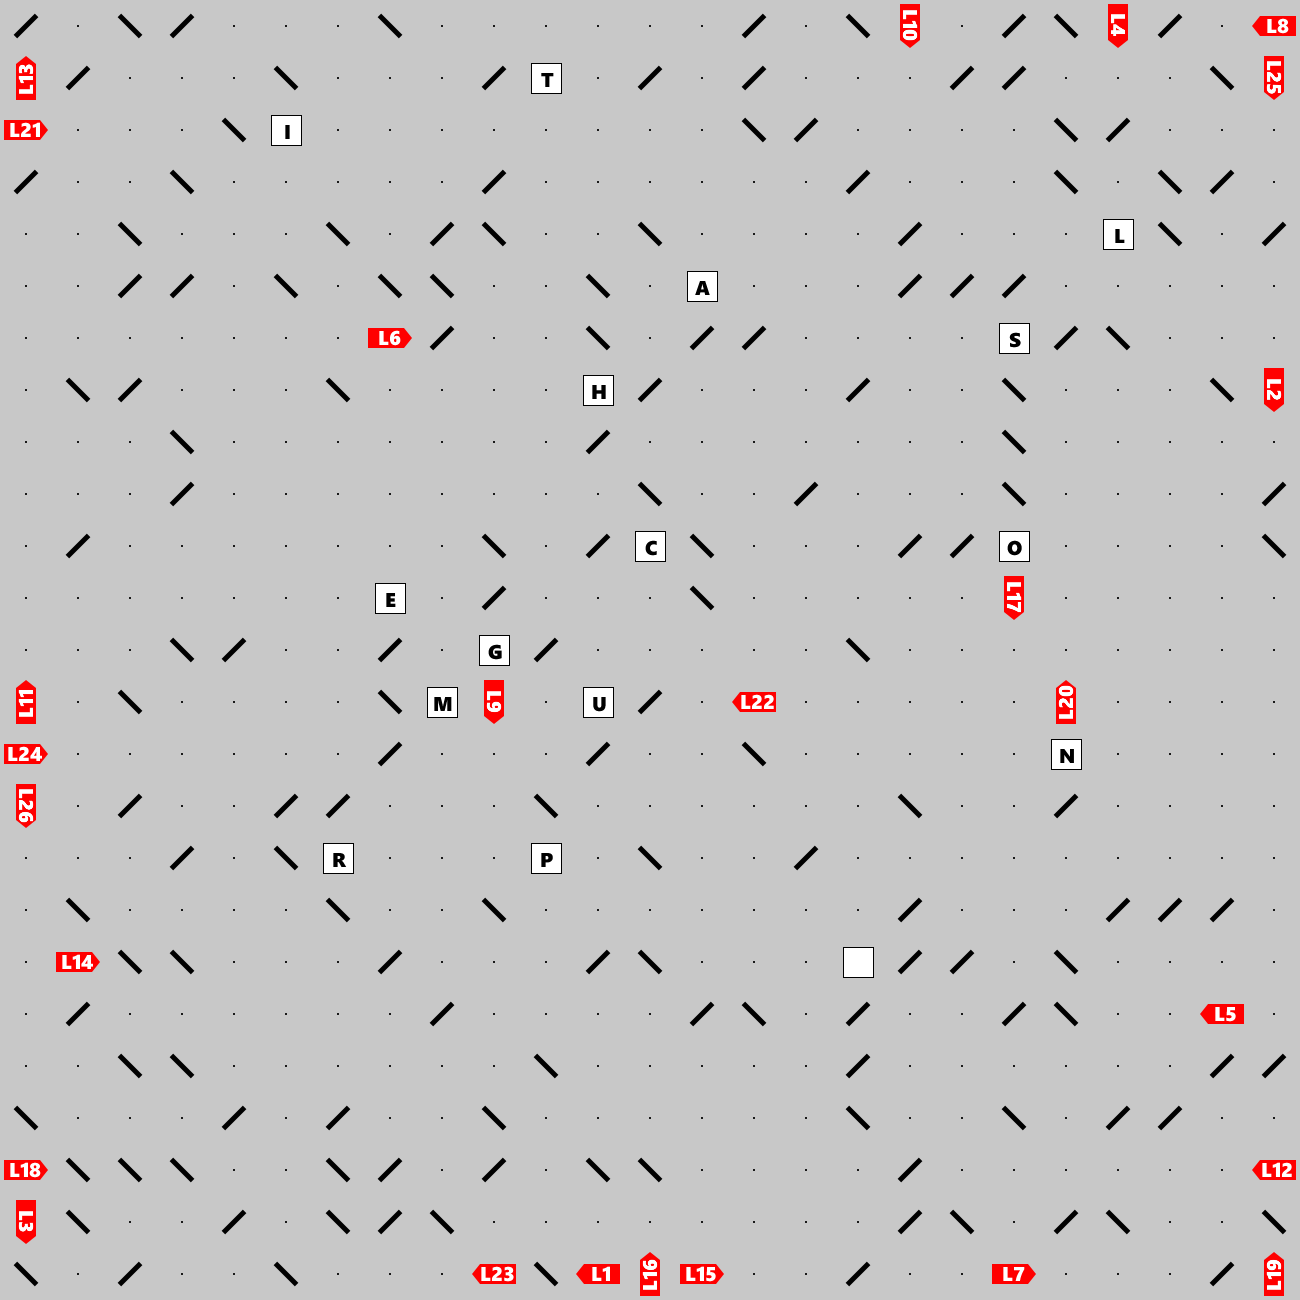 L10 L4 L8
L13 T L25
L21 I
L
A
L6 S
H L2
C O
E L17
G
L11 M L9 U L22 L20
L24 N
L26
R P
L14
L5
L18 L12
L3
L23 L1 L16 L15 L7 L19